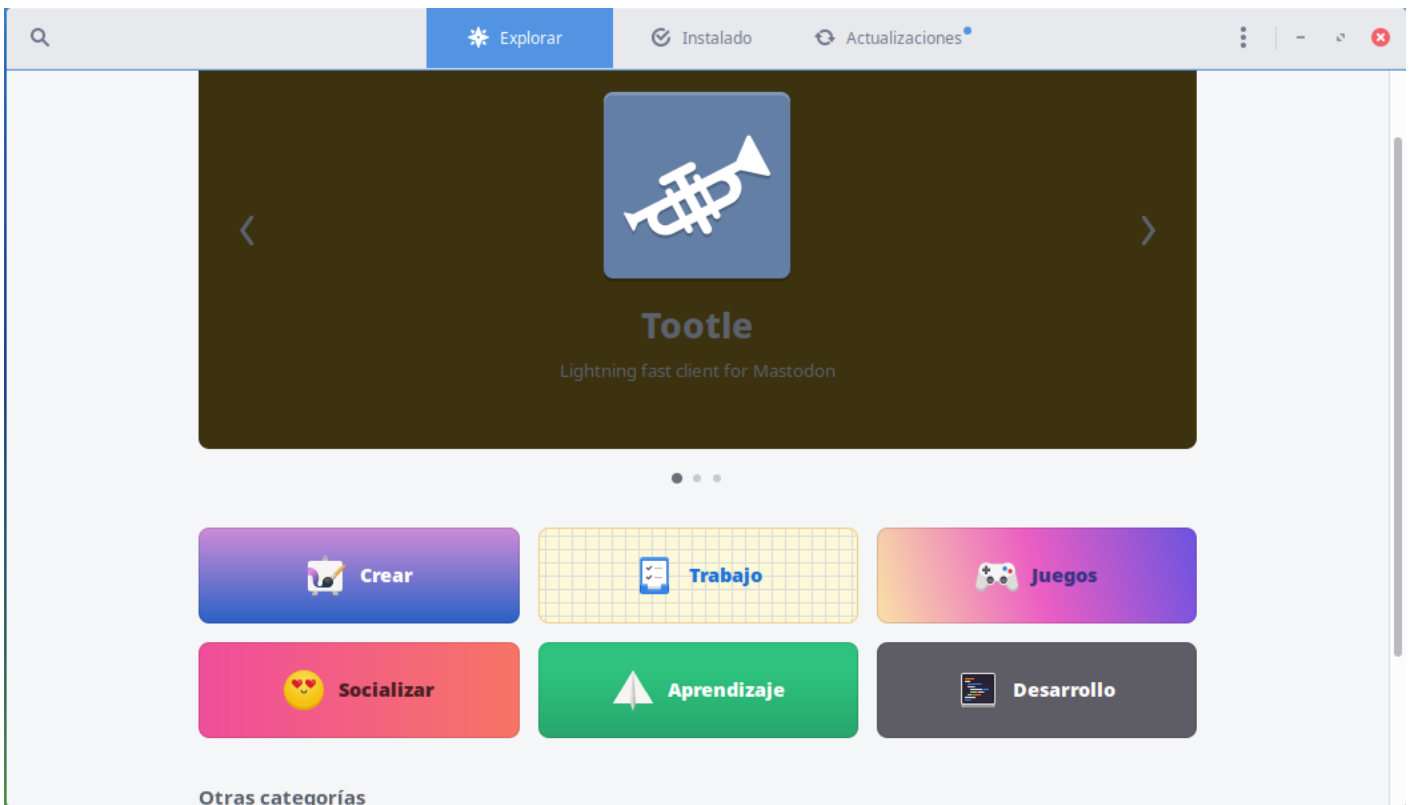 Explorar
Instalado
Actualizaciones
Tootle
Lightning fast client for Mastodon
Crear
Trabajo
Juegos
Socializar
Aprendizaje
Desarrollo
Otras categorías